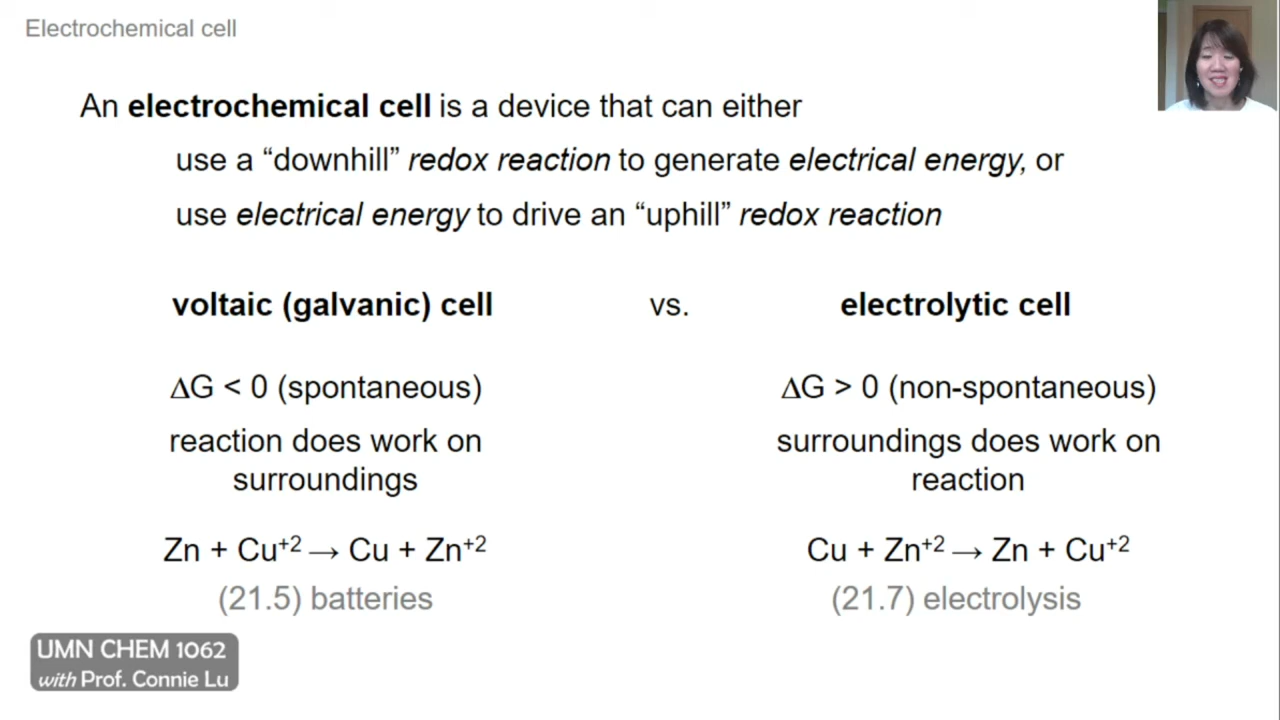 Electrochemical cell
An electrochemical cell is a device that can either
use a “downhill” redox reaction to generate electrical energy, or
use electrical energy to drive an “uphill” redox reaction
voltaic (galvanic) cell vs. electrolytic cell
ΔG < 0 (spontaneous)
reaction does work on
surroundings
Zn + Cu⁺² → Cu + Zn⁺²
(21.5) batteries
ΔG > 0 (non-spontaneous)
surroundings does work on
reaction
Cu + Zn⁺² → Zn + Cu⁺²
(21.7) electrolysis
UMN CHEM 1062
with Prof. Connie Lu